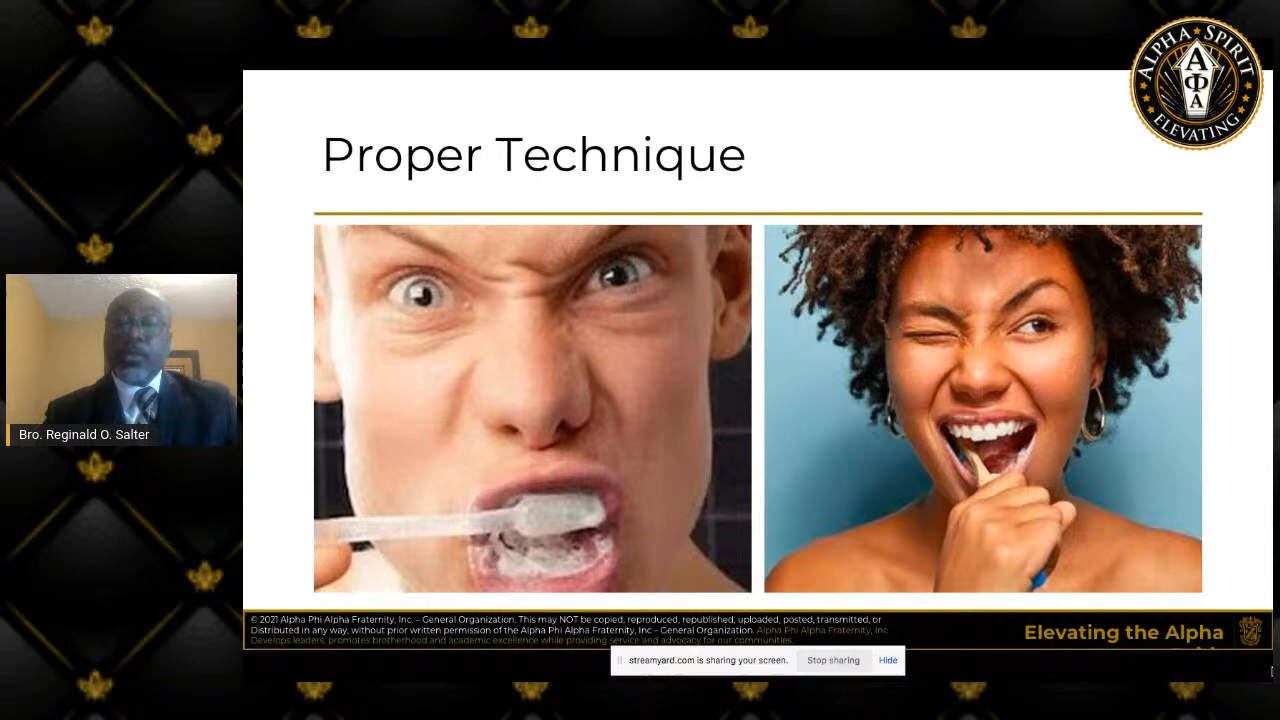 ALPHA ★ SPIRIT
Α
Φ
Α
ELEVATING
Proper Technique
Bro. Reginald O. Salter
© 2021 Alpha Phi Alpha Fraternity, Inc. – General Organization. This may NOT be copied, reproduced, republished, uploaded, posted, transmitted, or
Distributed in any way, without prior written permission of the Alpha Phi Alpha Fraternity, Inc – General Organization. Alpha Phi Alpha Fraternity, Inc
Develops leaders, promotes brotherhood and academic excellence while providing service and advocacy for our communities.
Elevating the Alpha
streamyard.com is sharing your screen.
Stop sharing
Hide